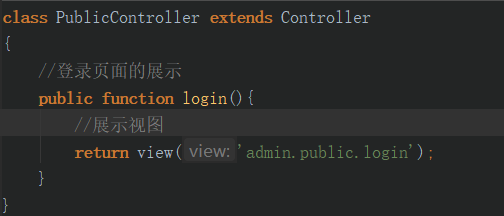 class PublicController extends Controller
{
//登录页面的展示
public function login(){
//展示视图
return view( view: 'admin.public.login');
}
}